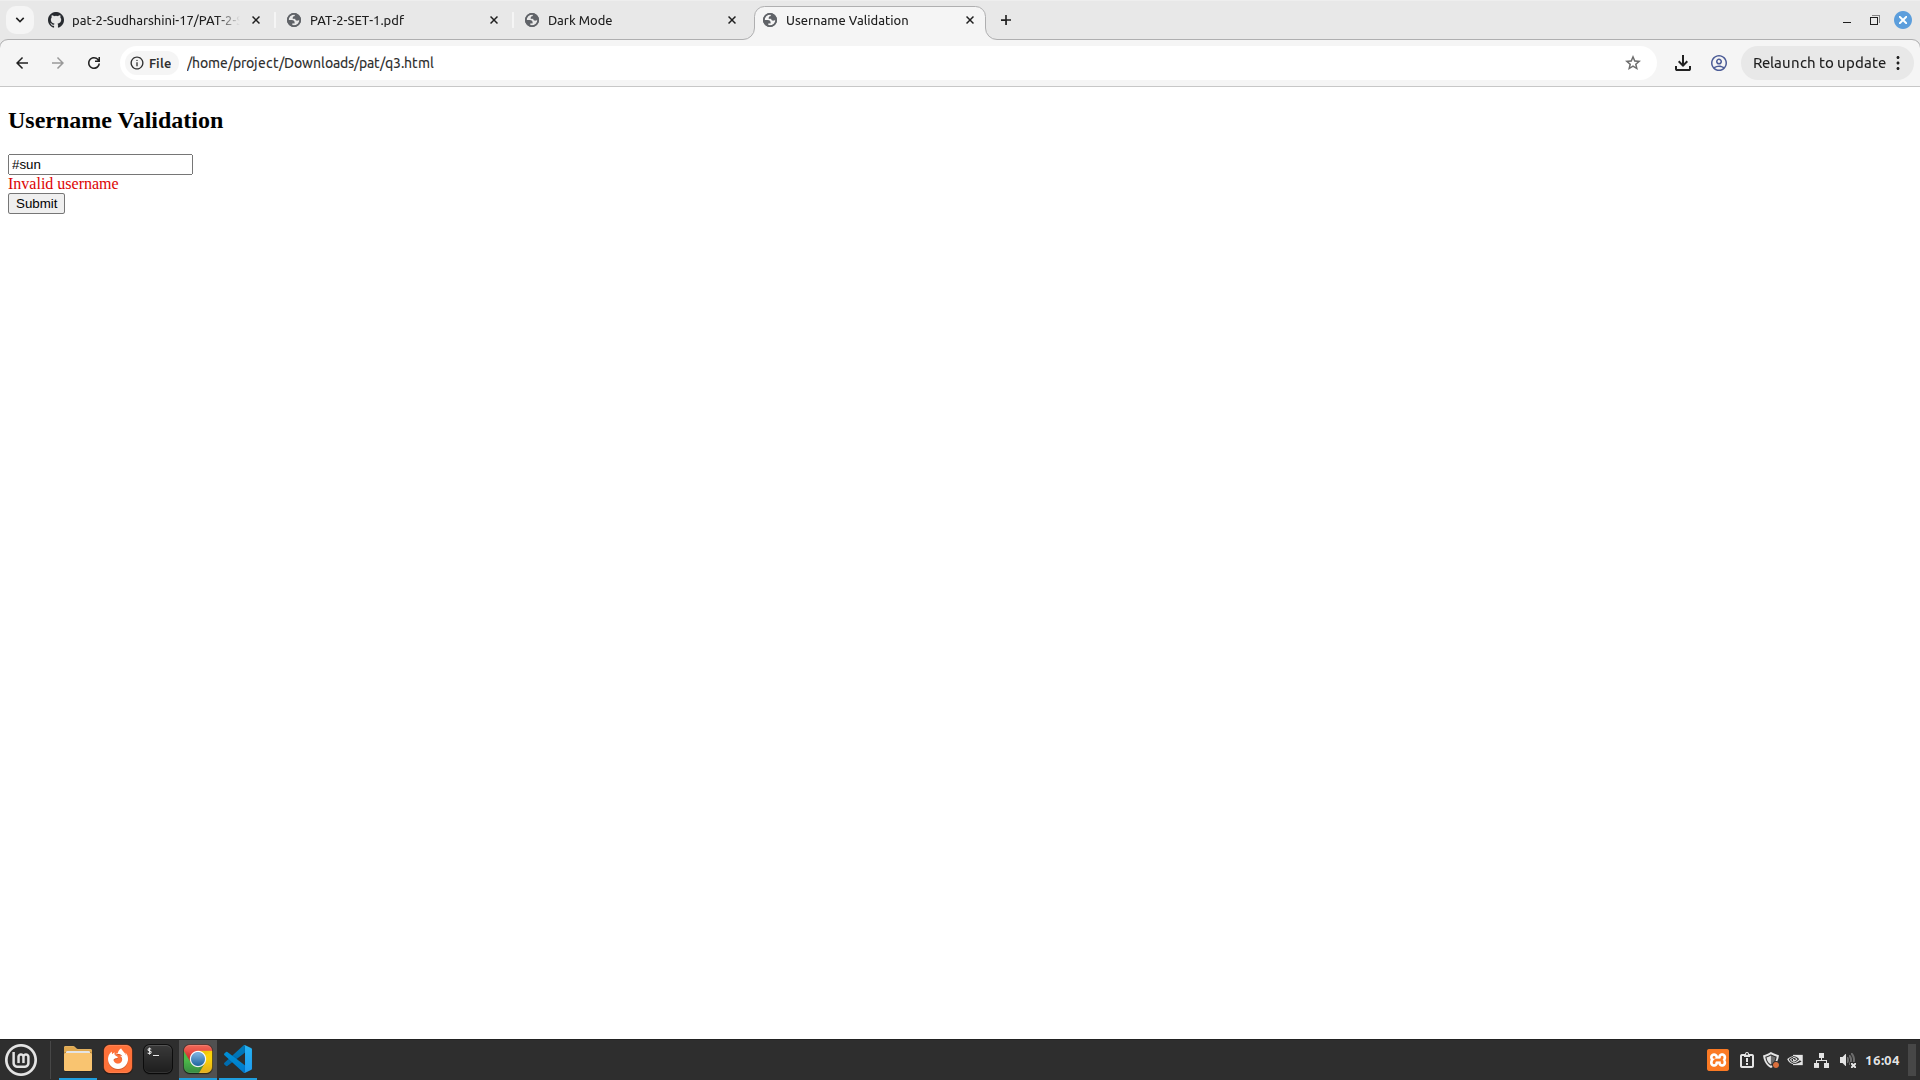 pat-2-Sudharshini-17/PAT-2-
PAT-2-SET-1.pdf
Dark Mode
Username Validation
File
/home/project/Downloads/pat/q3.html
Relaunch to update
Username Validation
#sun
Invalid username
Submit
16:04